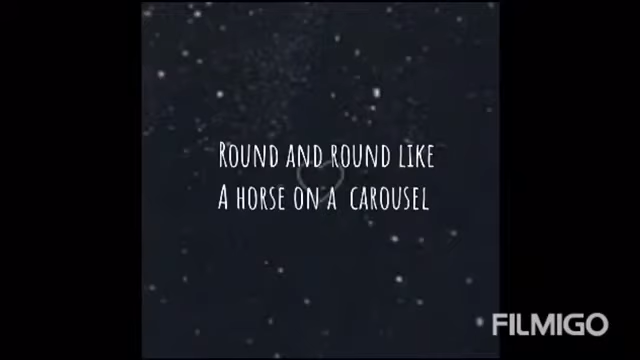 ROUND AND ROUND LIKE
A HORSE ON A CAROUSEL
FILMIGO